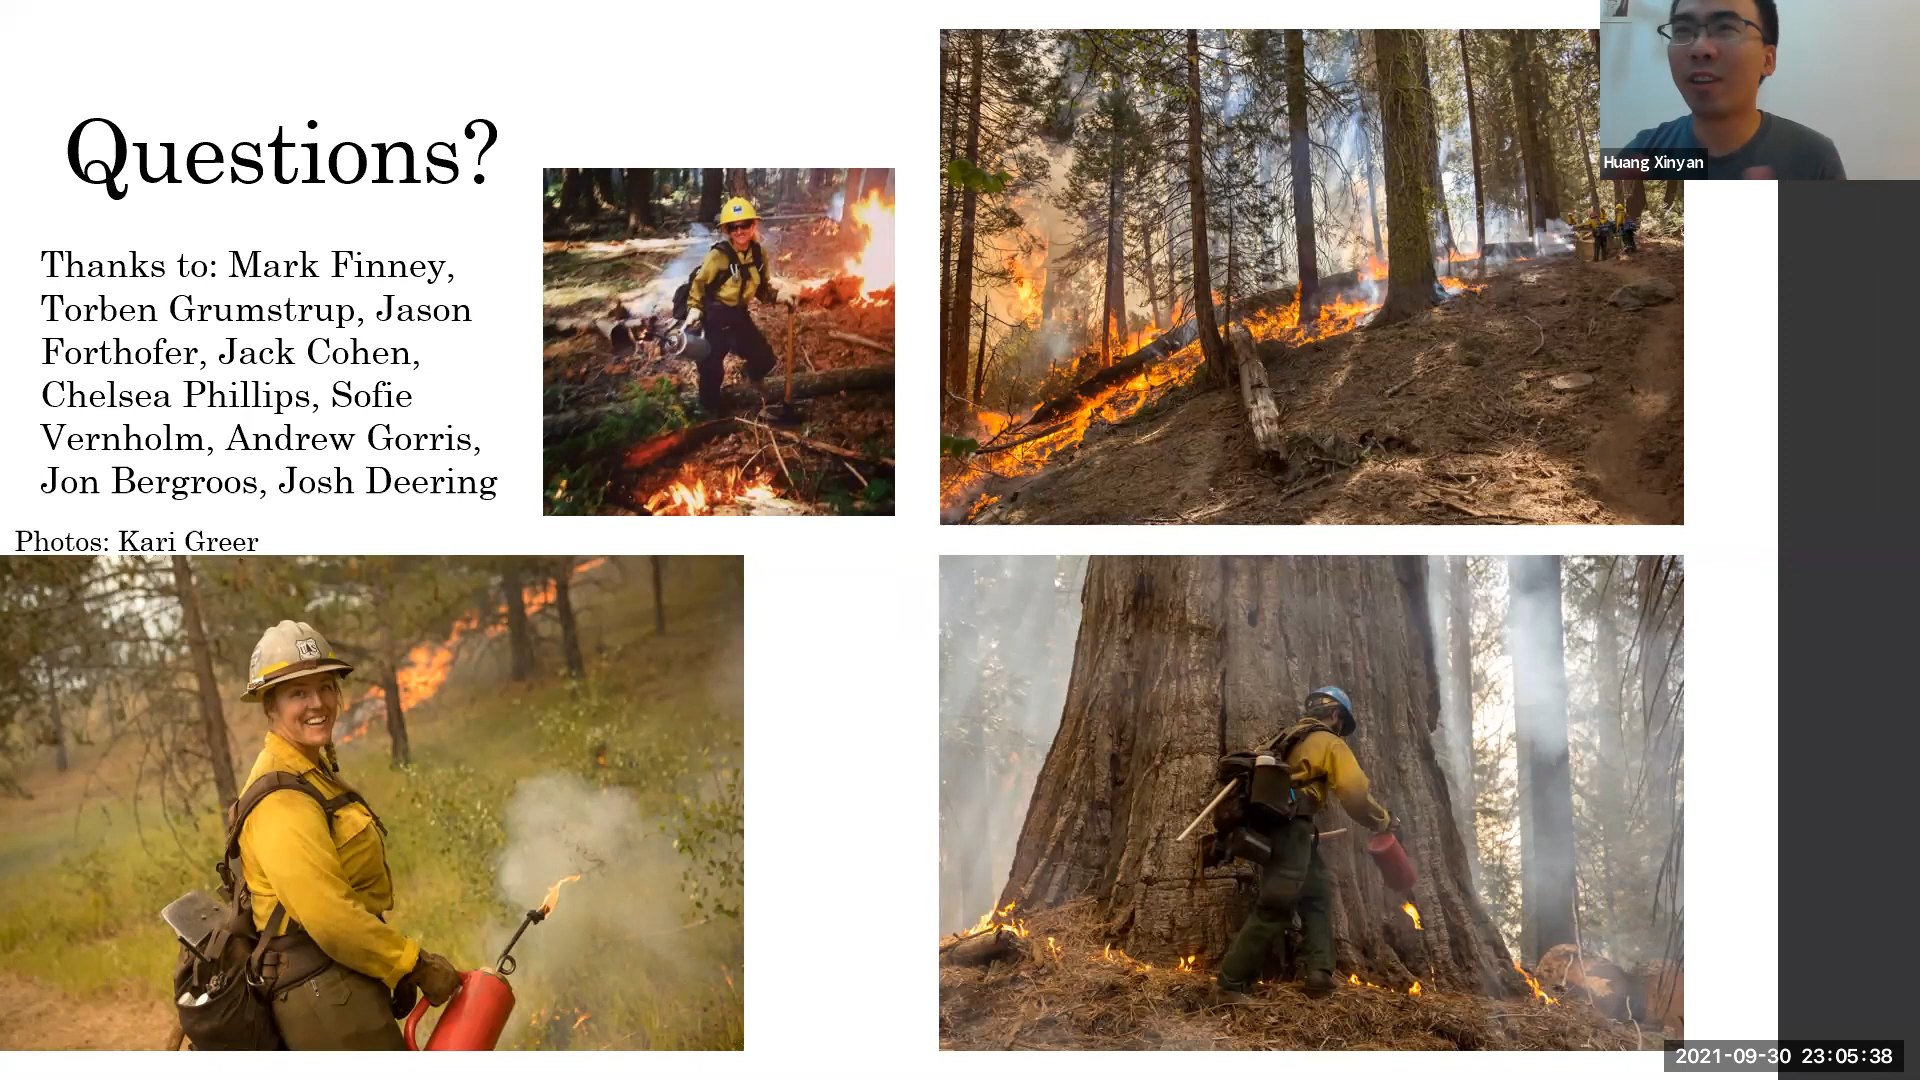 Questions?
Thanks to: Mark Finney,
Torben Grumstrup, Jason
Forthofer, Jack Cohen,
Chelsea Phillips, Sofie
Vernholm, Andrew Gorris,
Jon Bergroos, Josh Deering
Photos: Kari Greer
Huang Xinyan
U S
2021-09-30 23:05:38